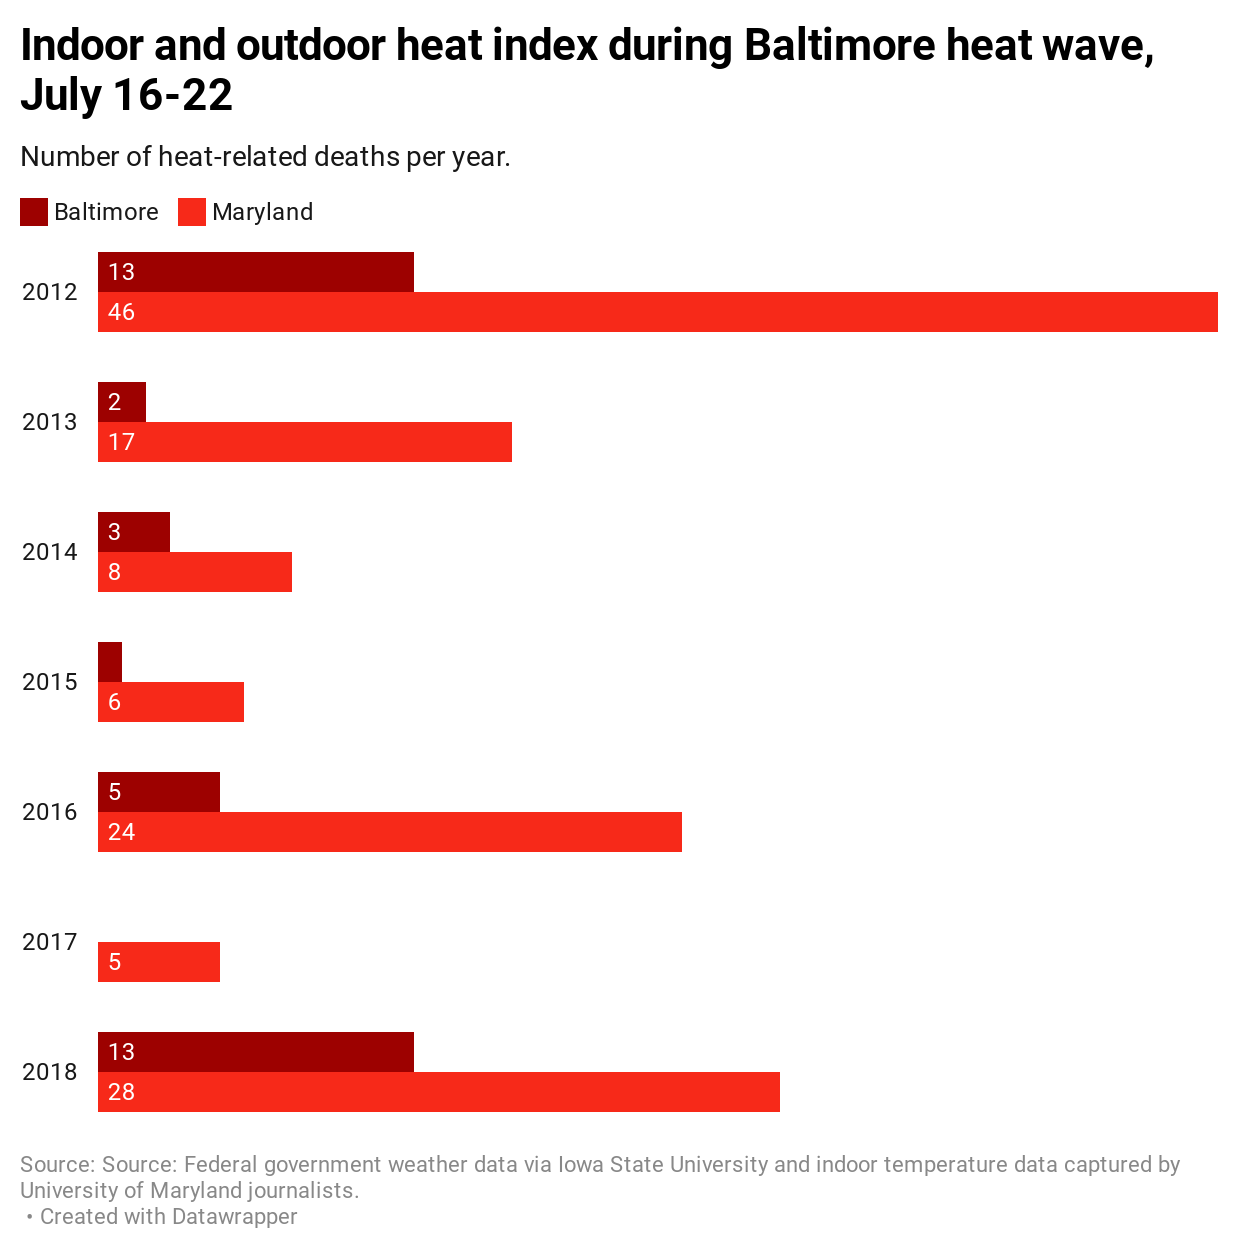 Indoor and outdoor heat index during Baltimore heat wave,
July 16-22
Number of heat-related deaths per year.
Baltimore Maryland
2012
13
46
2013
2
17
2014
3
8
2015
6
2016
5
24
2017
5
2018
13
28
Source: Source: Federal government weather data via Iowa State University and indoor temperature data captured by
University of Maryland journalists.
• Created with Datawrapper